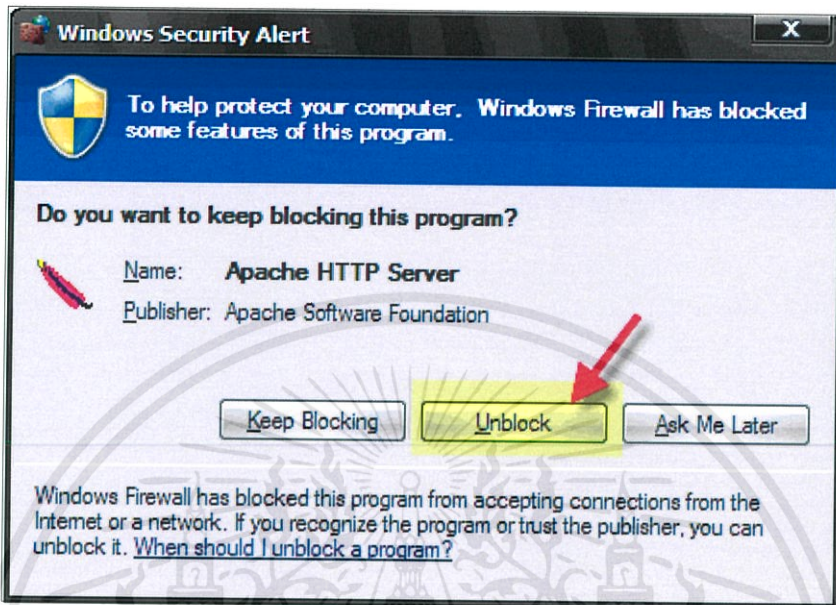 Windows Security Alert
X
To help protect your computer, Windows Firewall has blocked
some features of this program.
Do you want to keep blocking this program?
Name: Apache HTTP Server
Publisher: Apache Software Foundation
Keep Blocking Unblock Ask Me Later
Windows Firewall has blocked this program from accepting connections from the
Internet or a network. If you recognize the program or trust the publisher, you can
unblock it. When should I unblock a program?